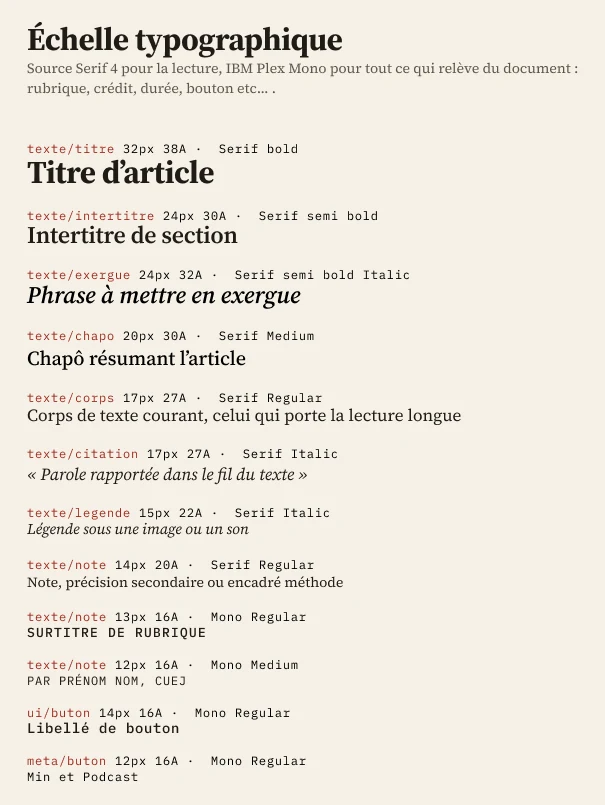 Échelle typographique
Source Serif 4 pour la lecture, IBM Plex Mono pour tout ce qui relève du document :
rubrique, crédit, durée, bouton etc... .
texte/titre 32px 38A · Serif bold
Titre d’article
texte/intertitre 24px 30A · Serif semi bold
Intertitre de section
texte/exergue 24px 32A · Serif semi bold Italic
Phrase à mettre en exergue
texte/chapo 20px 30A · Serif Medium
Chapô résumant l’article
texte/corps 17px 27A · Serif Regular
Corps de texte courant, celui qui porte la lecture longue
texte/citation 17px 27A · Serif Italic
« Parole rapportée dans le fil du texte »
texte/legende 15px 22A · Serif Italic
Légende sous une image ou un son
texte/note 14px 20A · Serif Regular
Note, précision secondaire ou encadré méthode
texte/note 13px 16A · Mono Regular
SURTITRE DE RUBRIQUE
texte/note 12px 16A · Mono Medium
PAR PRÉNOM NOM, CUEJ
ui/buton 14px 16A · Mono Regular
Libellé de bouton
meta/buton 12px 16A · Mono Regular
Min et Podcast